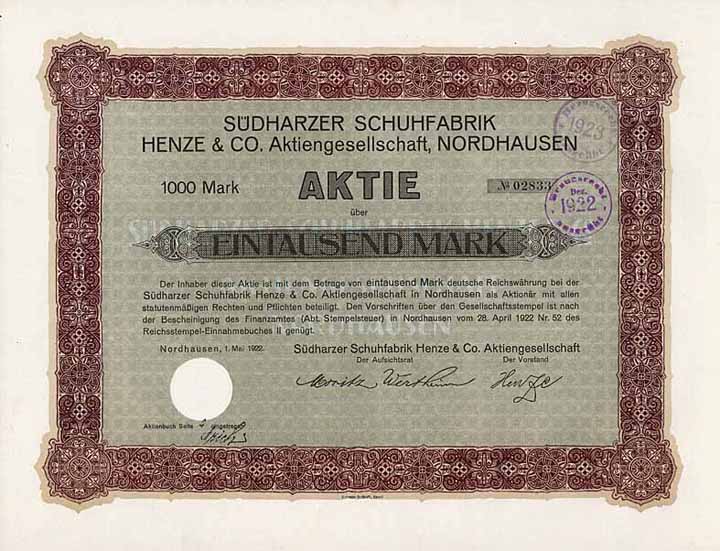 SÜDHARZER SCHUHFABRIK
HENZE & CO. Aktiengesellschaft, NORDHAUSEN
1923
1000 Mark
AKTIE
№ 02833
Dez.
1922
über
EINTAUSEND MARK
Der Inhaber dieser Aktie ist mit dem Betrage von eintausend Mark deutsche Reichswährung bei der
Südharzer Schuhfabrik Henze & Co. Aktiengesellschaft in Nordhausen als Aktionär mit allen
statutenmäßigen Rechten und Pflichten beteiligt. Den Vorschriften über den Gesellschaftsstempel ist nach
der Bescheinigung des Finanzamtes (Abt. Stempelsteuer) in Nordhausen vom 28. April 1922 Nr. 52 des
Reichsstempel-Einnahmebuches II genügt.
Nordhausen, 1. Mai 1922.
Südharzer Schuhfabrik Henze & Co. Aktiengesellschaft
Der Aufsichtsrat
Der Vorstand
Moritz Wertheim
Henze
Aktienbuch Seite
eingetragen